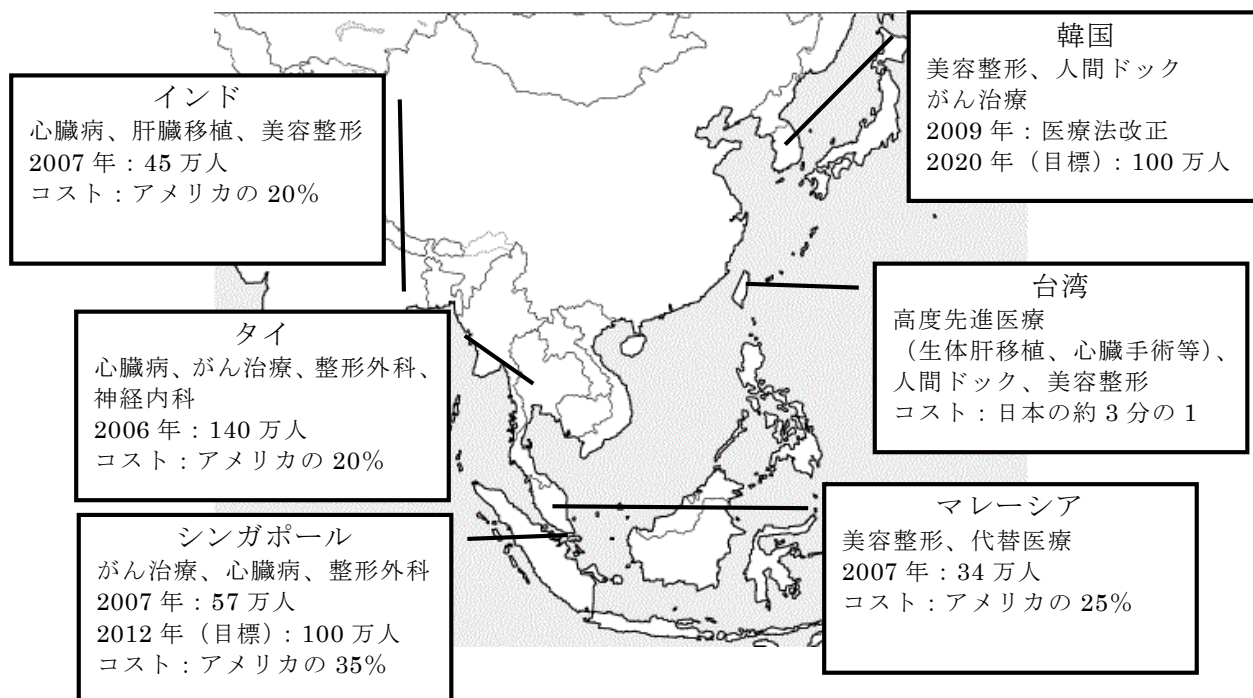 インド
心臓病、肝臓移植、美容整形
2007 年：45 万人
コスト：アメリカの 20%
タイ
心臓病、がん治療、整形外科、
神経内科
2006 年：140 万人
コスト：アメリカの 20%
シンガポール
がん治療、心臓病、整形外科
2007 年：57 万人
2012 年（目標）：100 万人
コスト：アメリカの 35%
韓国
美容整形、人間ドック
がん治療
2009 年：医療法改正
2020 年（目標）：100 万人
台湾
高度先進医療
（生体肝移植、心臓手術等）、
人間ドック、美容整形
コスト：日本の約 3 分の 1
マレーシア
美容整形、代替医療
2007 年：34 万人
コスト：アメリカの 25%